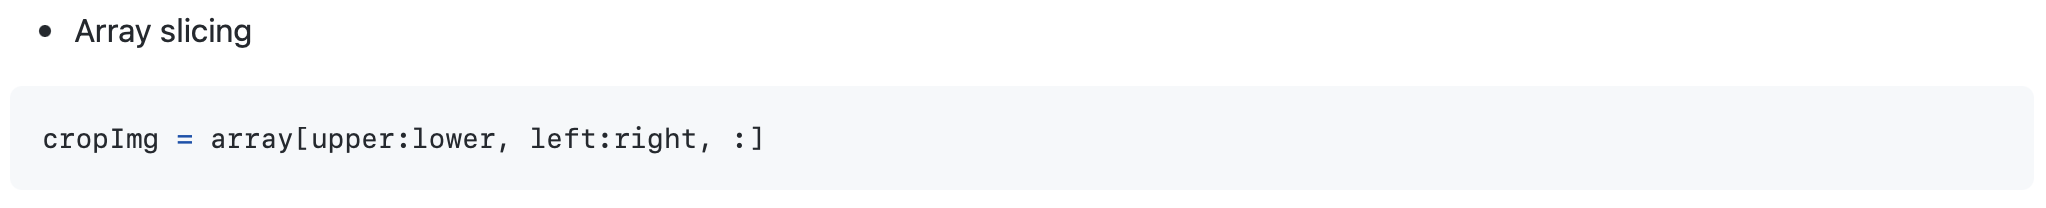 • Array slicing
cropImg = array[upper:lower, left:right, :]